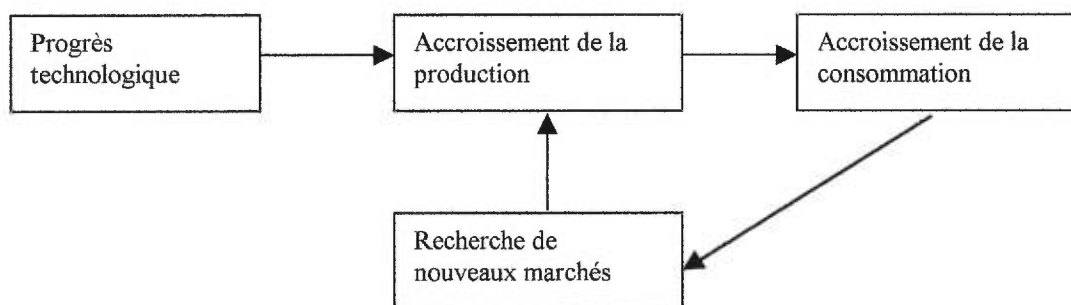 Progrès
technologique
Accroissement de la
production
Accroissement de la
consommation
Recherche de
nouveaux marchés